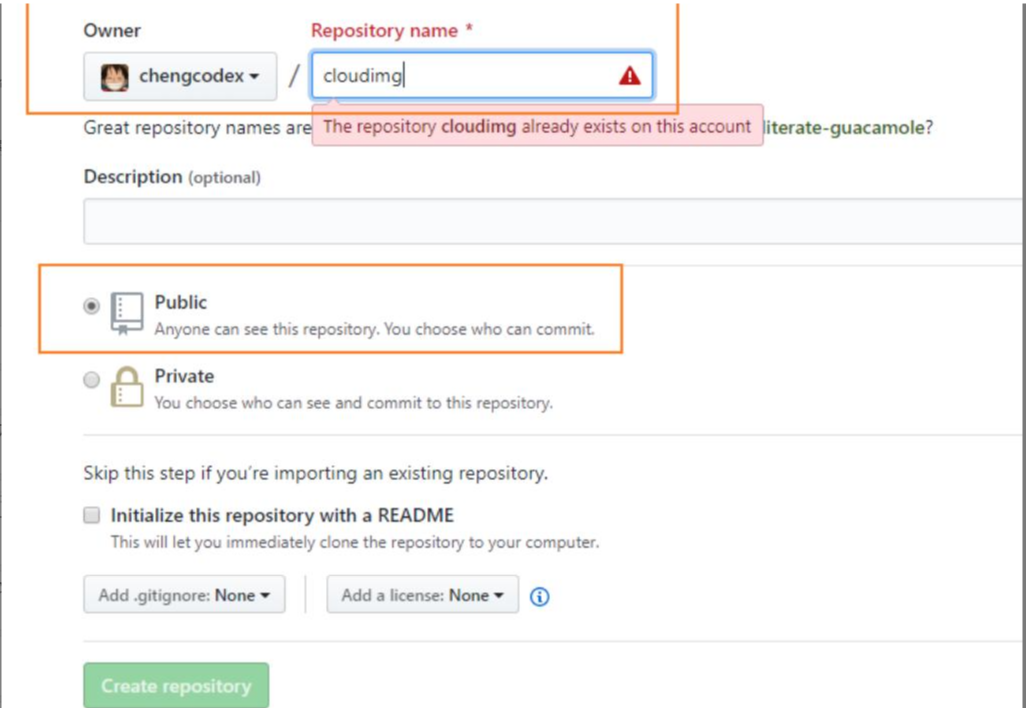 Owner
Repository name *
chengcodex / cloudimg
Great repository names are
The repository cloudimg already exists on this account
literate-guacamole?
Description (optional)
Public
Anyone can see this repository. You choose who can commit.
Private
You choose who can see and commit to this repository.
Skip this step if you're importing an existing repository.
Initialize this repository with a README
This will let you immediately clone the repository to your computer.
Add .gitignore: None
Add a license: None
Create repository